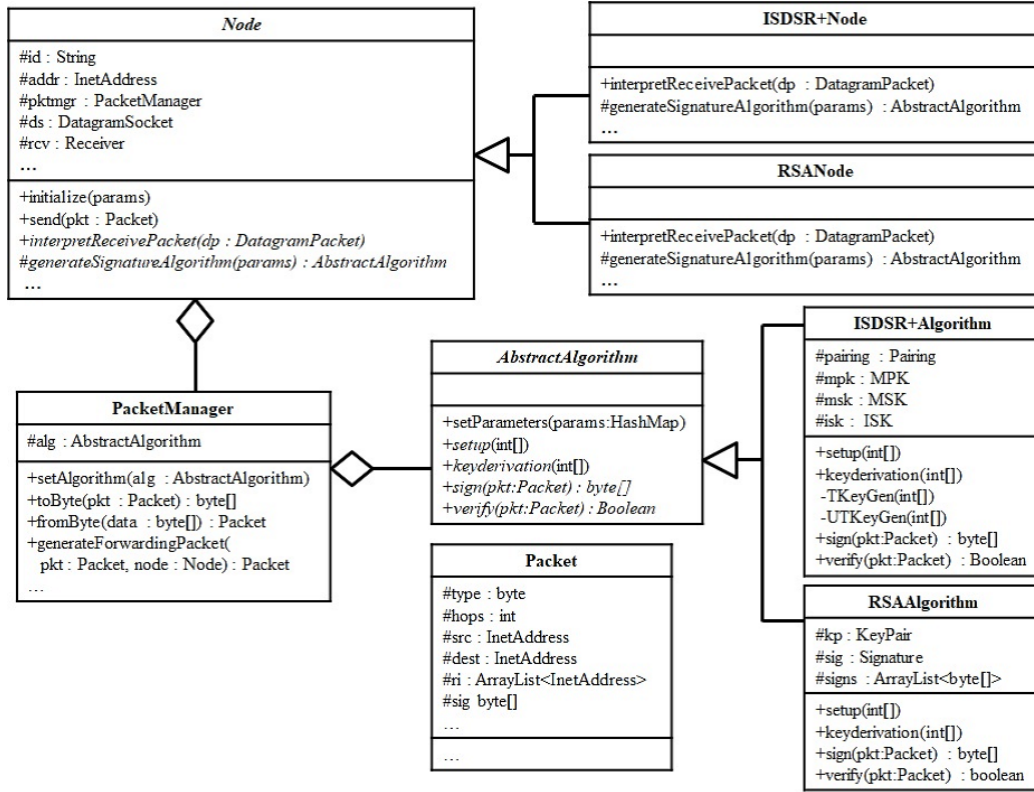 Node
#id : String
#addr : InetAddress
#pktmgr : PacketManager
#ds : DatagramSocket
#rcv : Receiver
...
+initialize(params)
+send(pkt : Packet)
+interpretReceivePacket(dp : DatagramPacket)
#generateSignatureAlgorithm(params) : AbstractAlgorithm
...
ISDSR+Node
+interpretReceivePacket(dp : DatagramPacket)
#generateSignatureAlgorithm(params) : AbstractAlgorithm
...
RSANode
+interpretReceivePacket(dp : DatagramPacket)
#generateSignatureAlgorithm(params) : AbstractAlgorithm
...
PacketManager
#alg : AbstractAlgorithm
+setAlgorithm(alg : AbstractAlgorithm)
+toByte(pkt : Packet) : byte[]
+fromByte(data : byte[]) : Packet
+generateForwardingPacket(
pkt : Packet, node : Node) : Packet
...
AbstractAlgorithm
+setParameters(params:HashMap)
+setup(int[])
+keyderivation(int[])
+sign(pkt:Packet) : byte[]
+verify(pkt:Packet) : Boolean
Packet
#type : byte
#hops : int
#src : InetAddress
#dest : InetAddress
#ri : ArrayList<InetAddress>
#sig byte[]
...
...
ISDSR+Algorithm
#pairing : Pairing
#mpk : MPK
#msk : MSK
#isk : ISK
+setup(int[])
+keyderivation(int[])
-TKeyGen(int[])
-UTKeyGen(int[])
+sign(pkt:Packet) : byte[]
+verify(pkt:Packet) : Boolean
RSAAlgorithm
#kp : KeyPair
#sig : Signature
#signs : ArrayList<byte[]>
+setup(int[])
+keyderivation(int[])
+sign(pkt:Packet) : byte[]
+verify(pkt:Packet) : boolean